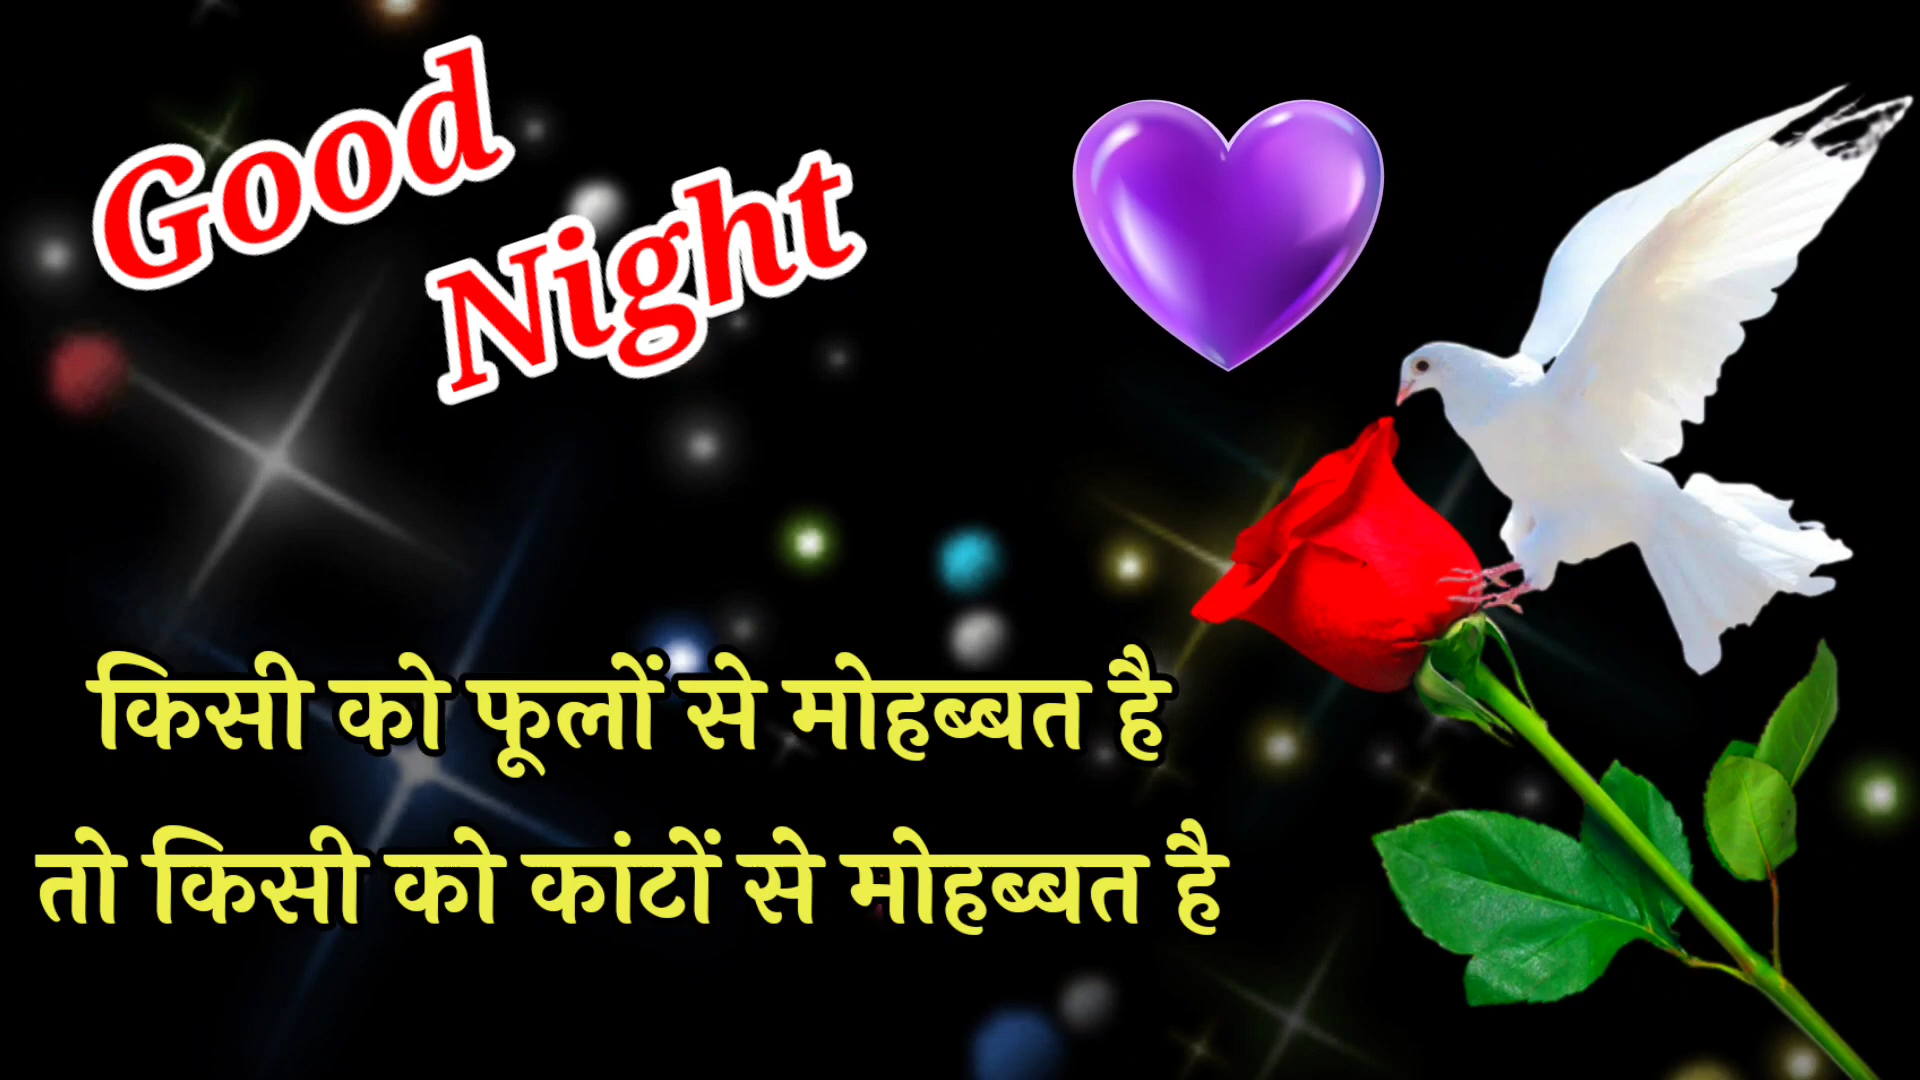 Good
Night
किसी को फूलों से मोहब्बत है
तो किसी को कांटों से मोहब्बत है